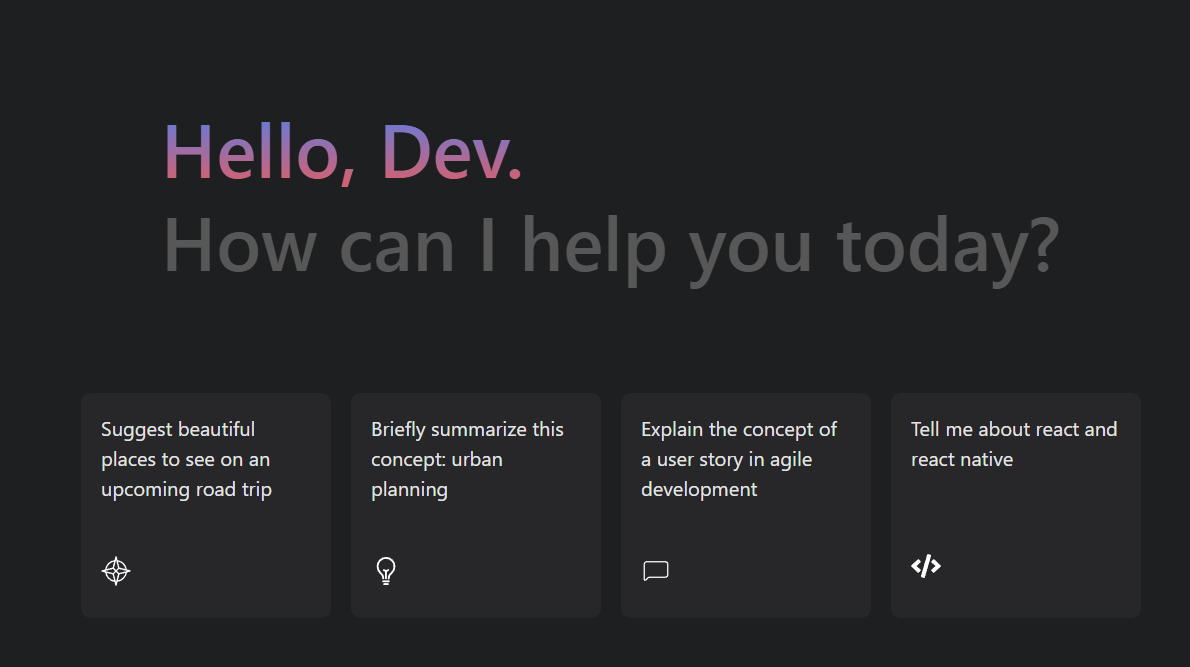 Hello, Dev.
How can I help you today?
Suggest beautiful
places to see on an
upcoming road trip
Briefly summarize this
concept: urban
planning
Explain the concept of
a user story in agile
development
Tell me about react and
react native